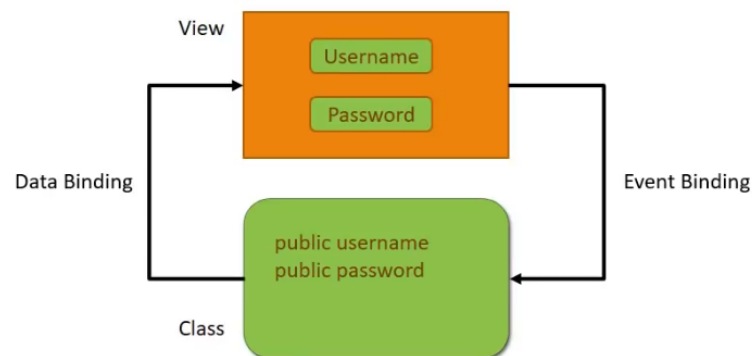 View
Username
Password
Data Binding
Event Binding
public username
public password
Class